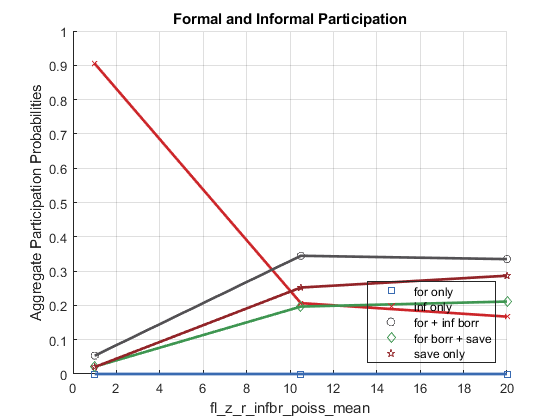 Formal and Informal Participation
Aggregate Participation Probabilities
1
0.9
0.8
0.7
0.6
0.5
0.4
0.3
0.2
0.1
0
0 2 4 6 8 10 12 14 16 18 20
fl_z_r_infbr_poiss_mean
for only
inf only
for + inf borr
for borr + save
save only